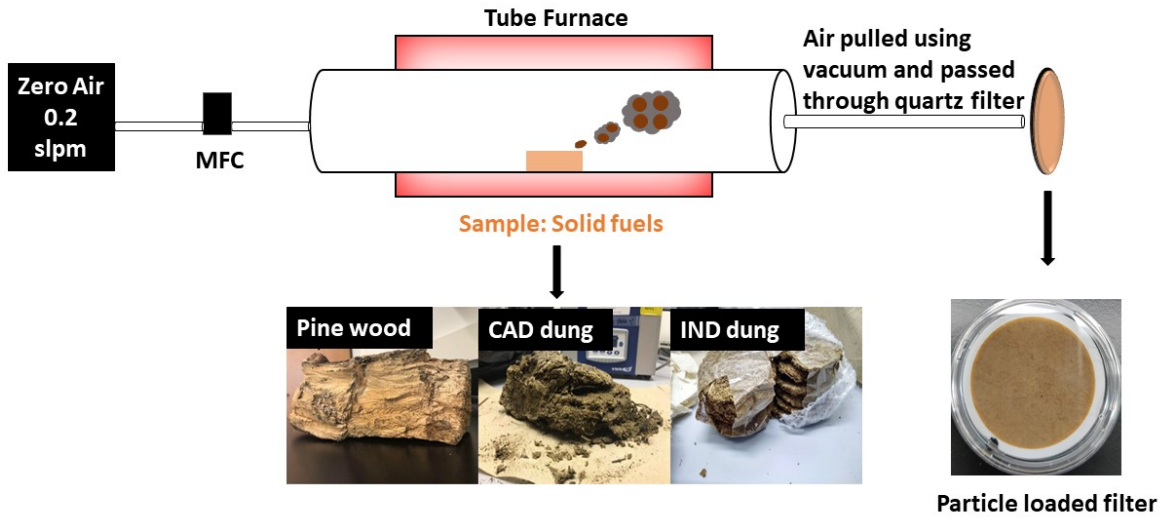 Tube Furnace
Zero Air
0.2
slpm
MFC
Air pulled using
vacuum and passed
through quartz filter
Sample: Solid fuels
Pine wood
CAD dung
IND dung
Particle loaded filter